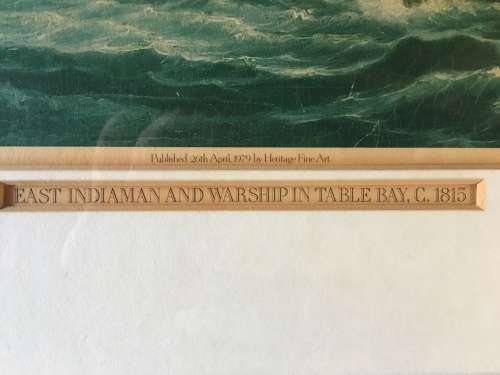 Published 26th April, 1979 by Heritage Fine Art.
EAST INDIAMAN AND WARSHIP IN TABLE BAY, C. 1815